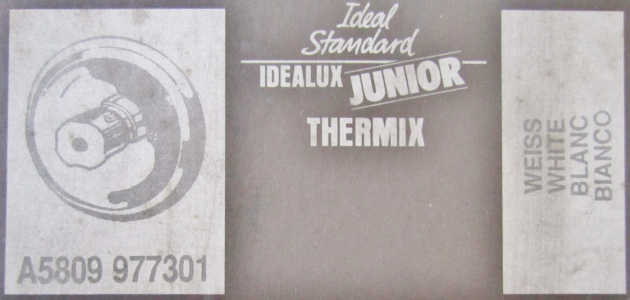 Ideal
Standard
IDEALUX JUNIOR
THERMIX
A5809 977301
WEISS
WHITE
BLANC
BIANCO